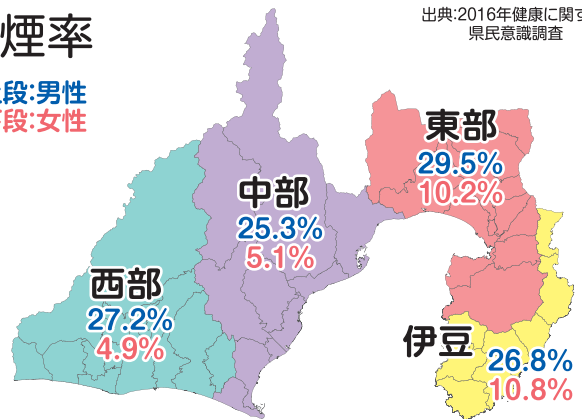 煙率
出典:2016年健康に関す
県民意識調査
段:男性
段:女性
東部
29.5%
10.2%
中部
25.3%
5.1%
西部
27.2%
4.9%
伊豆
26.8%
10.8%